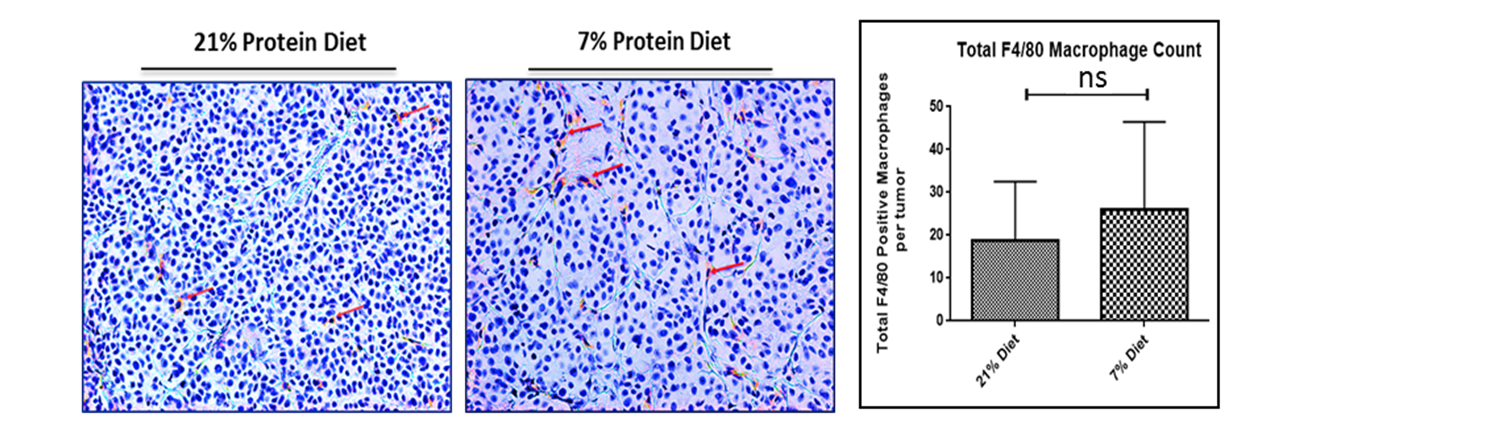 21% Protein Diet
7% Protein Diet
Total F4/80 Macrophage Count
ns
Total F4/80 Positive Macrophages
per tumor
50
40
30
20
10
0
21% Diet
7% Diet